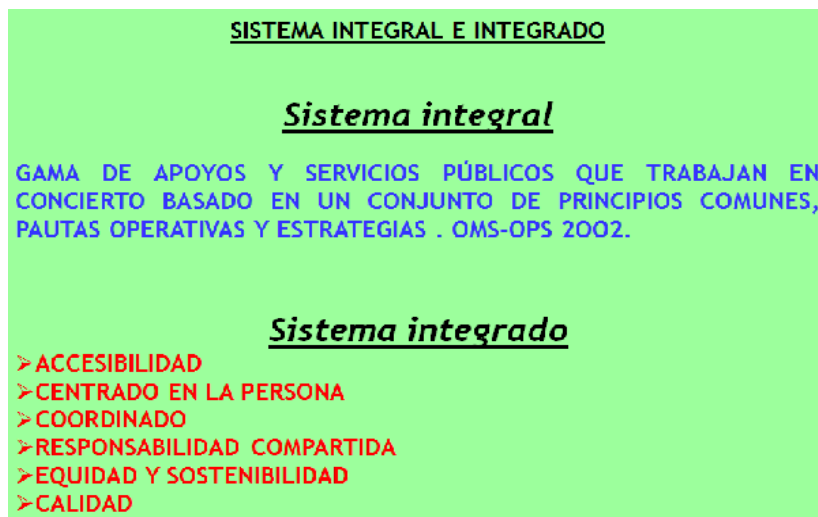 SISTEMA INTEGRAL E INTEGRADO
Sistema integral
GAMA DE APOYOS Y SERVICIOS PÚBLICOS QUE TRABAJAN EN
CONCIERTO BASADO EN UN CONJUNTO DE PRINCIPIOS COMUNES,
PAUTAS OPERATIVAS Y ESTRATEGIAS . OMS-OPS 2002.
Sistema integrado
➢ACCESIBILIDAD
➢CENTRADO EN LA PERSONA
➢COORDINADO
➢RESPONSABILIDAD COMPARTIDA
➢EQUIDAD Y SOSTENIBILIDAD
➢CALIDAD